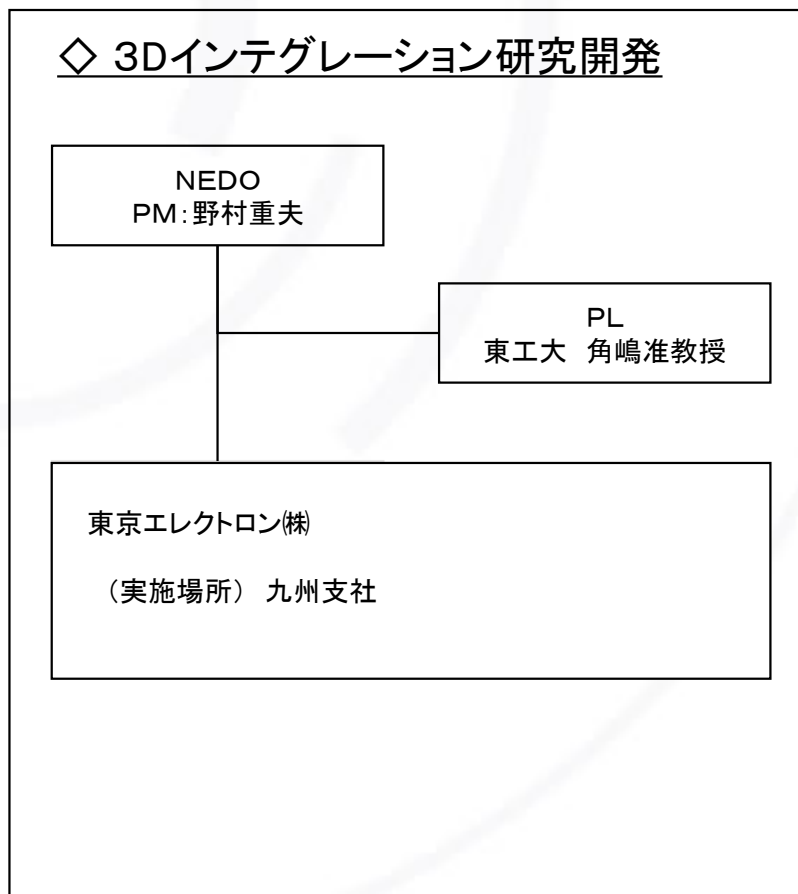 ◇ 3Dインテグレーション研究開発
NEDO
PM：野村重夫
PL
東工大　角嶋准教授
東京エレクトロン㈱
（実施場所） 九州支社